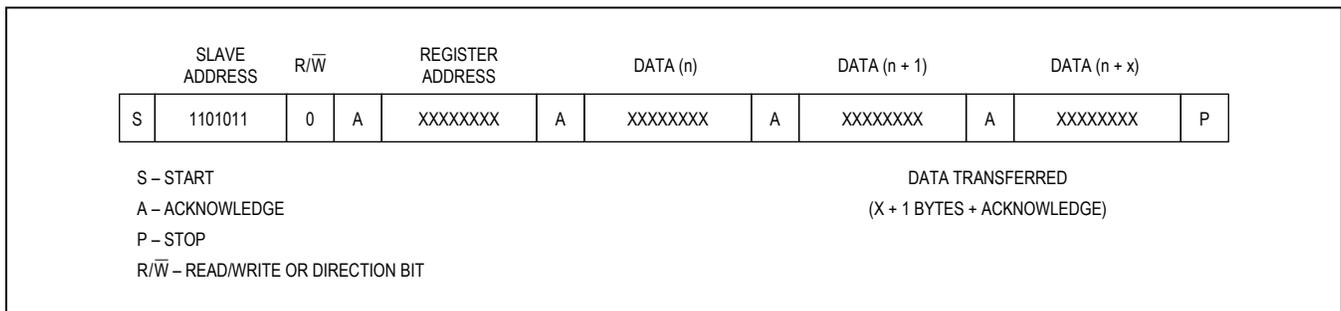 SLAVE ADDRESS R/W̅ REGISTER ADDRESS DATA (n) DATA (n + 1) DATA (n + x)
S 1101011 0 A XXXXXXXX A XXXXXXXX A XXXXXXXX A XXXXXXXX P
S – START
A – ACKNOWLEDGE
P – STOP
R/W̅ – READ/WRITE OR DIRECTION BIT
DATA TRANSFERRED
(X + 1 BYTES + ACKNOWLEDGE)